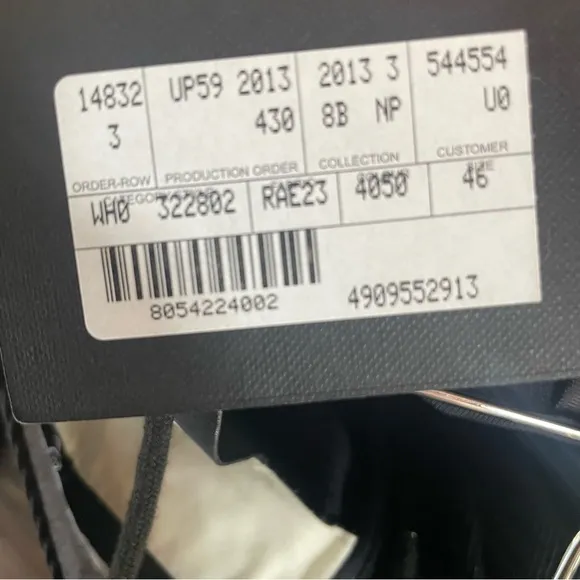 14832 UP59 2013 2013 3 544554
3 430 8B NP U0
ORDER-ROW PRODUCTION ORDER COLLECTION CUSTOMER
WH0 322802 RAE23 4050 46
8054224002 4909552913